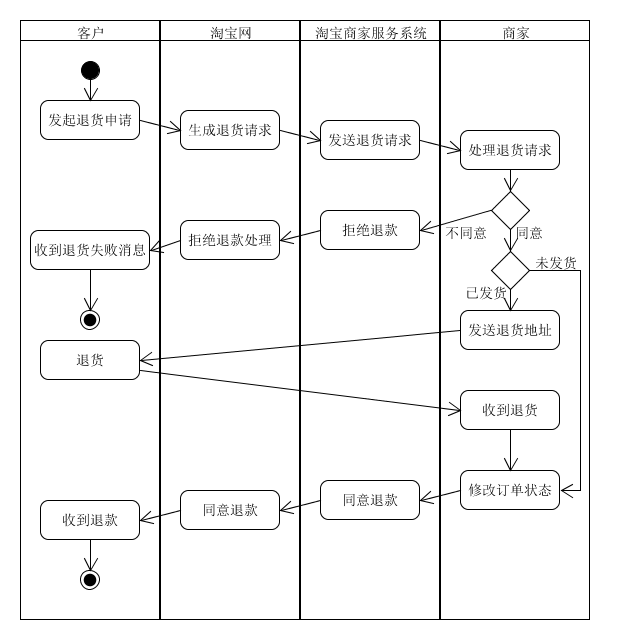 客户
淘宝网
淘宝商家服务系统
商家
发起退货申请
生成退货请求
发送退货请求
处理退货请求
收到退货失败消息
拒绝退款处理
拒绝退款
不同意
同意
未发货
已发货
发送退货地址
退货
收到退货
修改订单状态
同意退款
同意退款
收到退款